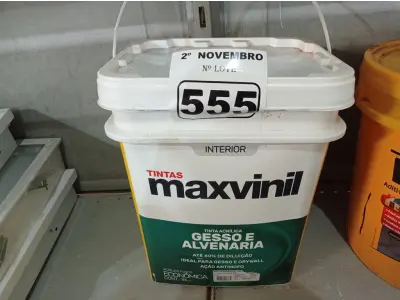 2º NOVEMBRO
Nº LOTE
555
INTERIOR
TINTAS
maxvinil
TINTA ACRÍLICA
GESSO E
ALVENARIA
ATÉ 60% DE DILUIÇÃO
IDEAL PARA GESSO E DRYWALL
AÇÃO ANTIMOFO
ECONÔMICA